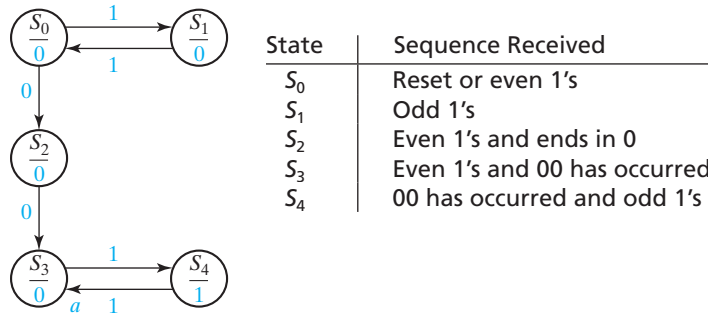 1
S0
0
S1
0
1
0
S2
0
0
1
S3
0
S4
1
a 1
State Sequence Received
S0 Reset or even 1's
S1 Odd 1's
S2 Even 1's and ends in 0
S3 Even 1's and 00 has occurred
S4 00 has occurred and odd 1's